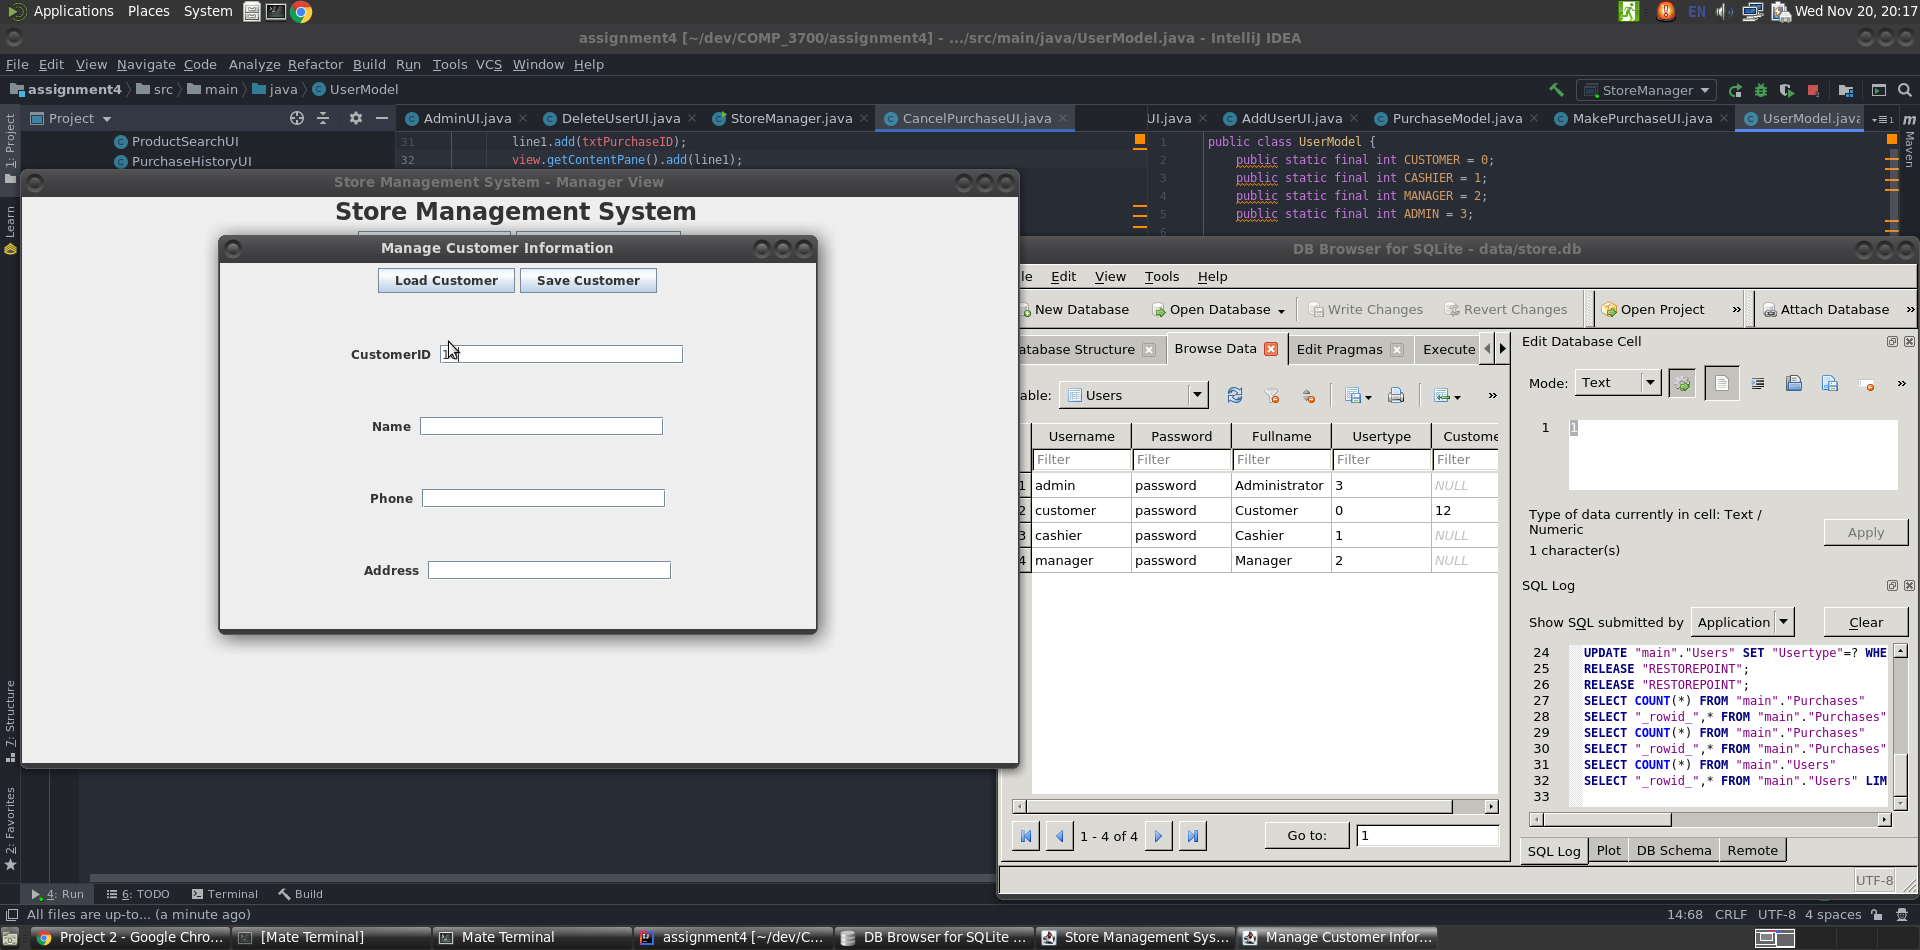 Applications Places System
EN
Wed Nov 20, 20:17
assignment4 [~/dev/COMP_3700/assignment4] - .../src/main/java/UserModel.java - IntelliJ IDEA
File Edit View Navigate Code Analyze Refactor Build Run Tools VCS Window Help
assignment4 src main java UserModel
StoreManager
Project
AdminUI.java DeleteUserUI.java StoreManager.java CancelPurchaseUI.java
UI.java AddUserUI.java PurchaseModel.java MakePurchaseUI.java UserModel.java
1: Project
Learn
7: Structure
2: Favorites
Maven
ProductSearchUI
PurchaseHistoryUI
31 line1.add(txtPurchaseID);
32 view.getContentPane().add(line1);
1 public class UserModel {
2 public static final int CUSTOMER = 0;
3 public static final int CASHIER = 1;
4 public static final int MANAGER = 2;
5 public static final int ADMIN = 3;
6
Store Management System - Manager View
Store Management System
Manage Customer Information
Load Customer Save Customer
CustomerID
Name
Phone
Address
DB Browser for SQLite - data/store.db
le Edit View Tools Help
New Database Open Database Write Changes Revert Changes Open Project » Attach Database »
atabase Structure Browse Data Edit Pragmas Execute
able: Users »
Username Password Fullname Usertype Custome
Filter Filter Filter Filter Filter
1 admin password Administrator 3 NULL
2 customer password Customer 0 12
3 cashier password Cashier 1 NULL
4 manager password Manager 2 NULL
1 - 4 of 4 Go to: 1
Edit Database Cell
Mode: Text »
1 1
Type of data currently in cell: Text /
Numeric
1 character(s)
Apply
SQL Log
Show SQL submitted by Application Clear
24 UPDATE "main"."Users" SET "Usertype"=? WHE
25 RELEASE "RESTOREPOINT";
26 RELEASE "RESTOREPOINT";
27 SELECT COUNT(*) FROM "main"."Purchases"
28 SELECT "_rowid_",* FROM "main"."Purchases"
29 SELECT COUNT(*) FROM "main"."Purchases"
30 SELECT "_rowid_",* FROM "main"."Purchases"
31 SELECT COUNT(*) FROM "main"."Users"
32 SELECT "_rowid_",* FROM "main"."Users" LIM
33
SQL Log Plot DB Schema Remote
UTF-8
4: Run 6: TODO Terminal Build
All files are up-to... (a minute ago)
14:68 CRLF UTF-8 4 spaces
Project 2 - Google Chro... [Mate Terminal] Mate Terminal assignment4 [~/dev/C... DB Browser for SQLite ... Store Management Sys... Manage Customer Infor...